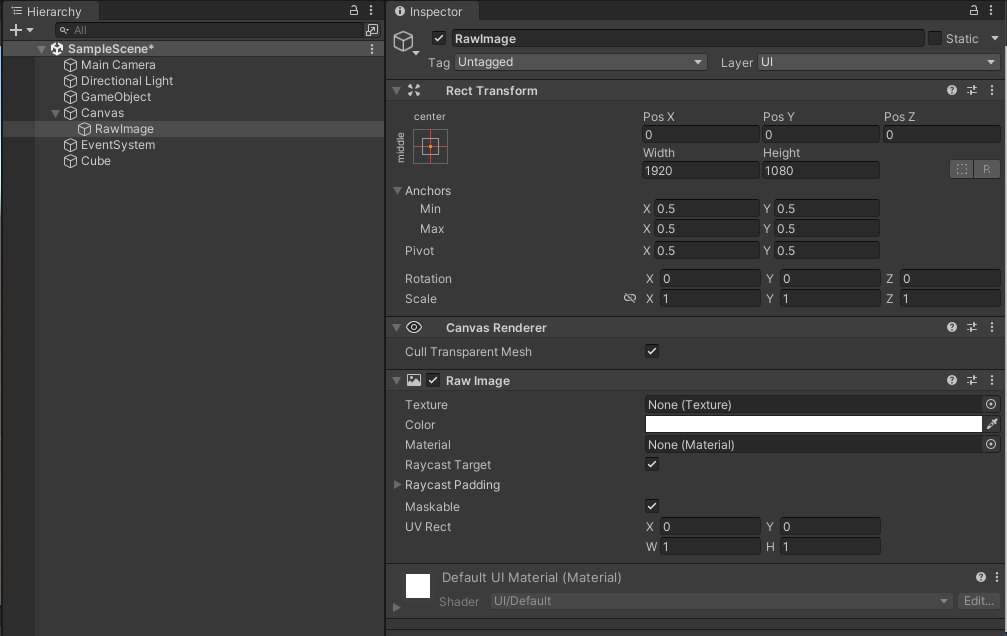 Hierarchy
All
SampleScene*
Main Camera
Directional Light
GameObject
Canvas
RawImage
EventSystem
Cube
Inspector
RawImage Static
Tag Untagged Layer UI
Rect Transform
center
middle
Pos X Pos Y Pos Z
0 0 0
Width Height
1920 1080
R
Anchors
Min X 0.5 Y 0.5
Max X 0.5 Y 0.5
Pivot X 0.5 Y 0.5
Rotation X 0 Y 0 Z 0
Scale X 1 Y 1 Z 1
Canvas Renderer
Cull Transparent Mesh
Raw Image
Texture None (Texture)
Color
Material None (Material)
Raycast Target
Raycast Padding
Maskable
UV Rect X 0 Y 0
W 1 H 1
Default UI Material (Material)
Shader UI/Default Edit...